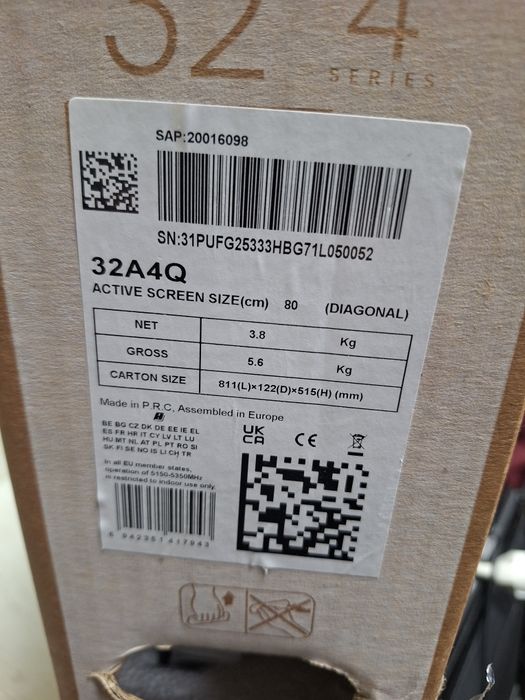 32 4
SERIES
SAP:20016098
SN:31PUFG25333HBG71L050052
32A4Q
ACTIVE SCREEN SIZE(cm) 80 (DIAGONAL)
NET 3.8 Kg
GROSS 5.6 Kg
CARTON SIZE 811(L)×122(D)×515(H) (mm)
Made in P.R.C, Assembled in Europe
BE BG CZ DK DE EE IE EL
ES FR HR IT CY LV LT LU
HU MT NL AT PL PT RO SI
SK FI SE NO IS LI CH TR
UK
CA
CE
In all EU member states,
operation of 5150-5350MHz
is restricted to indoor use only
6 942351 417943